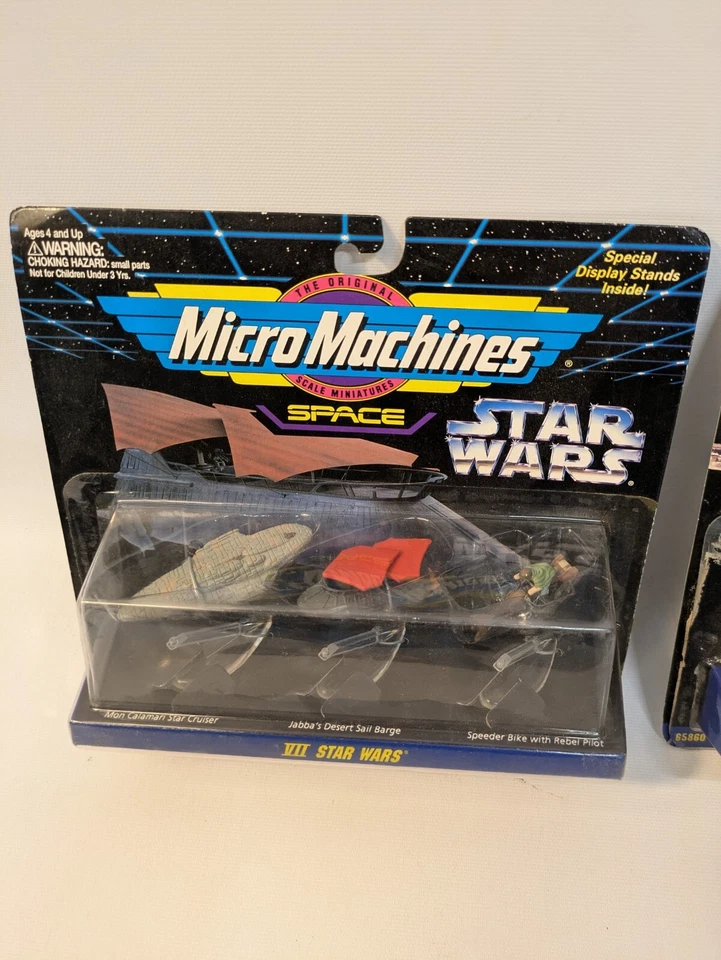 Ages 4 and Up
⚠WARNING:
CHOKING HAZARD: small parts
Not for Children Under 3 Yrs.
Special
Display Stands
Inside!
THE ORIGINAL
Micro Machines®
SCALE MINIATURES
SPACE
STAR
WARS®
Mon Calamari Star Cruiser
Jabba's Desert Sail Barge
Speeder Bike with Rebel Pilot
VII STAR WARS®
65860